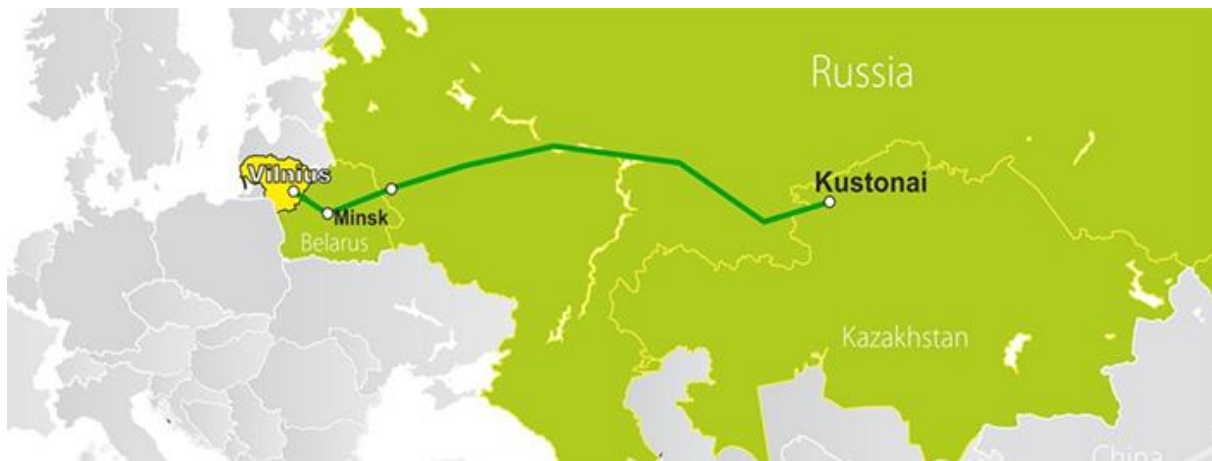 Russia
Vilnius
Kustonai
Minsk
Belarus
Kazakhstan
China